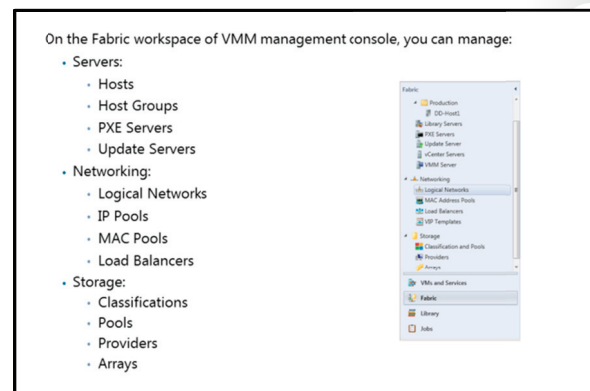 On the Fabric workspace of VMM management console, you can manage:
• Servers:
• Hosts
• Host Groups
• PXE Servers
• Update Servers
• Networking:
• Logical Networks
• IP Pools
• MAC Pools
• Load Balancers
• Storage:
• Classifications
• Pools
• Providers
• Arrays
Fabric
Production
DD-Host1
Library Servers
PXE Servers
Update Server
vCenter Servers
VMM Server
Networking
Logical Networks
MAC Address Pools
Load Balancers
VIP Templates
Storage
Classification and Pools
Providers
Arrays
VMs and Services
Fabric
Library
Jobs